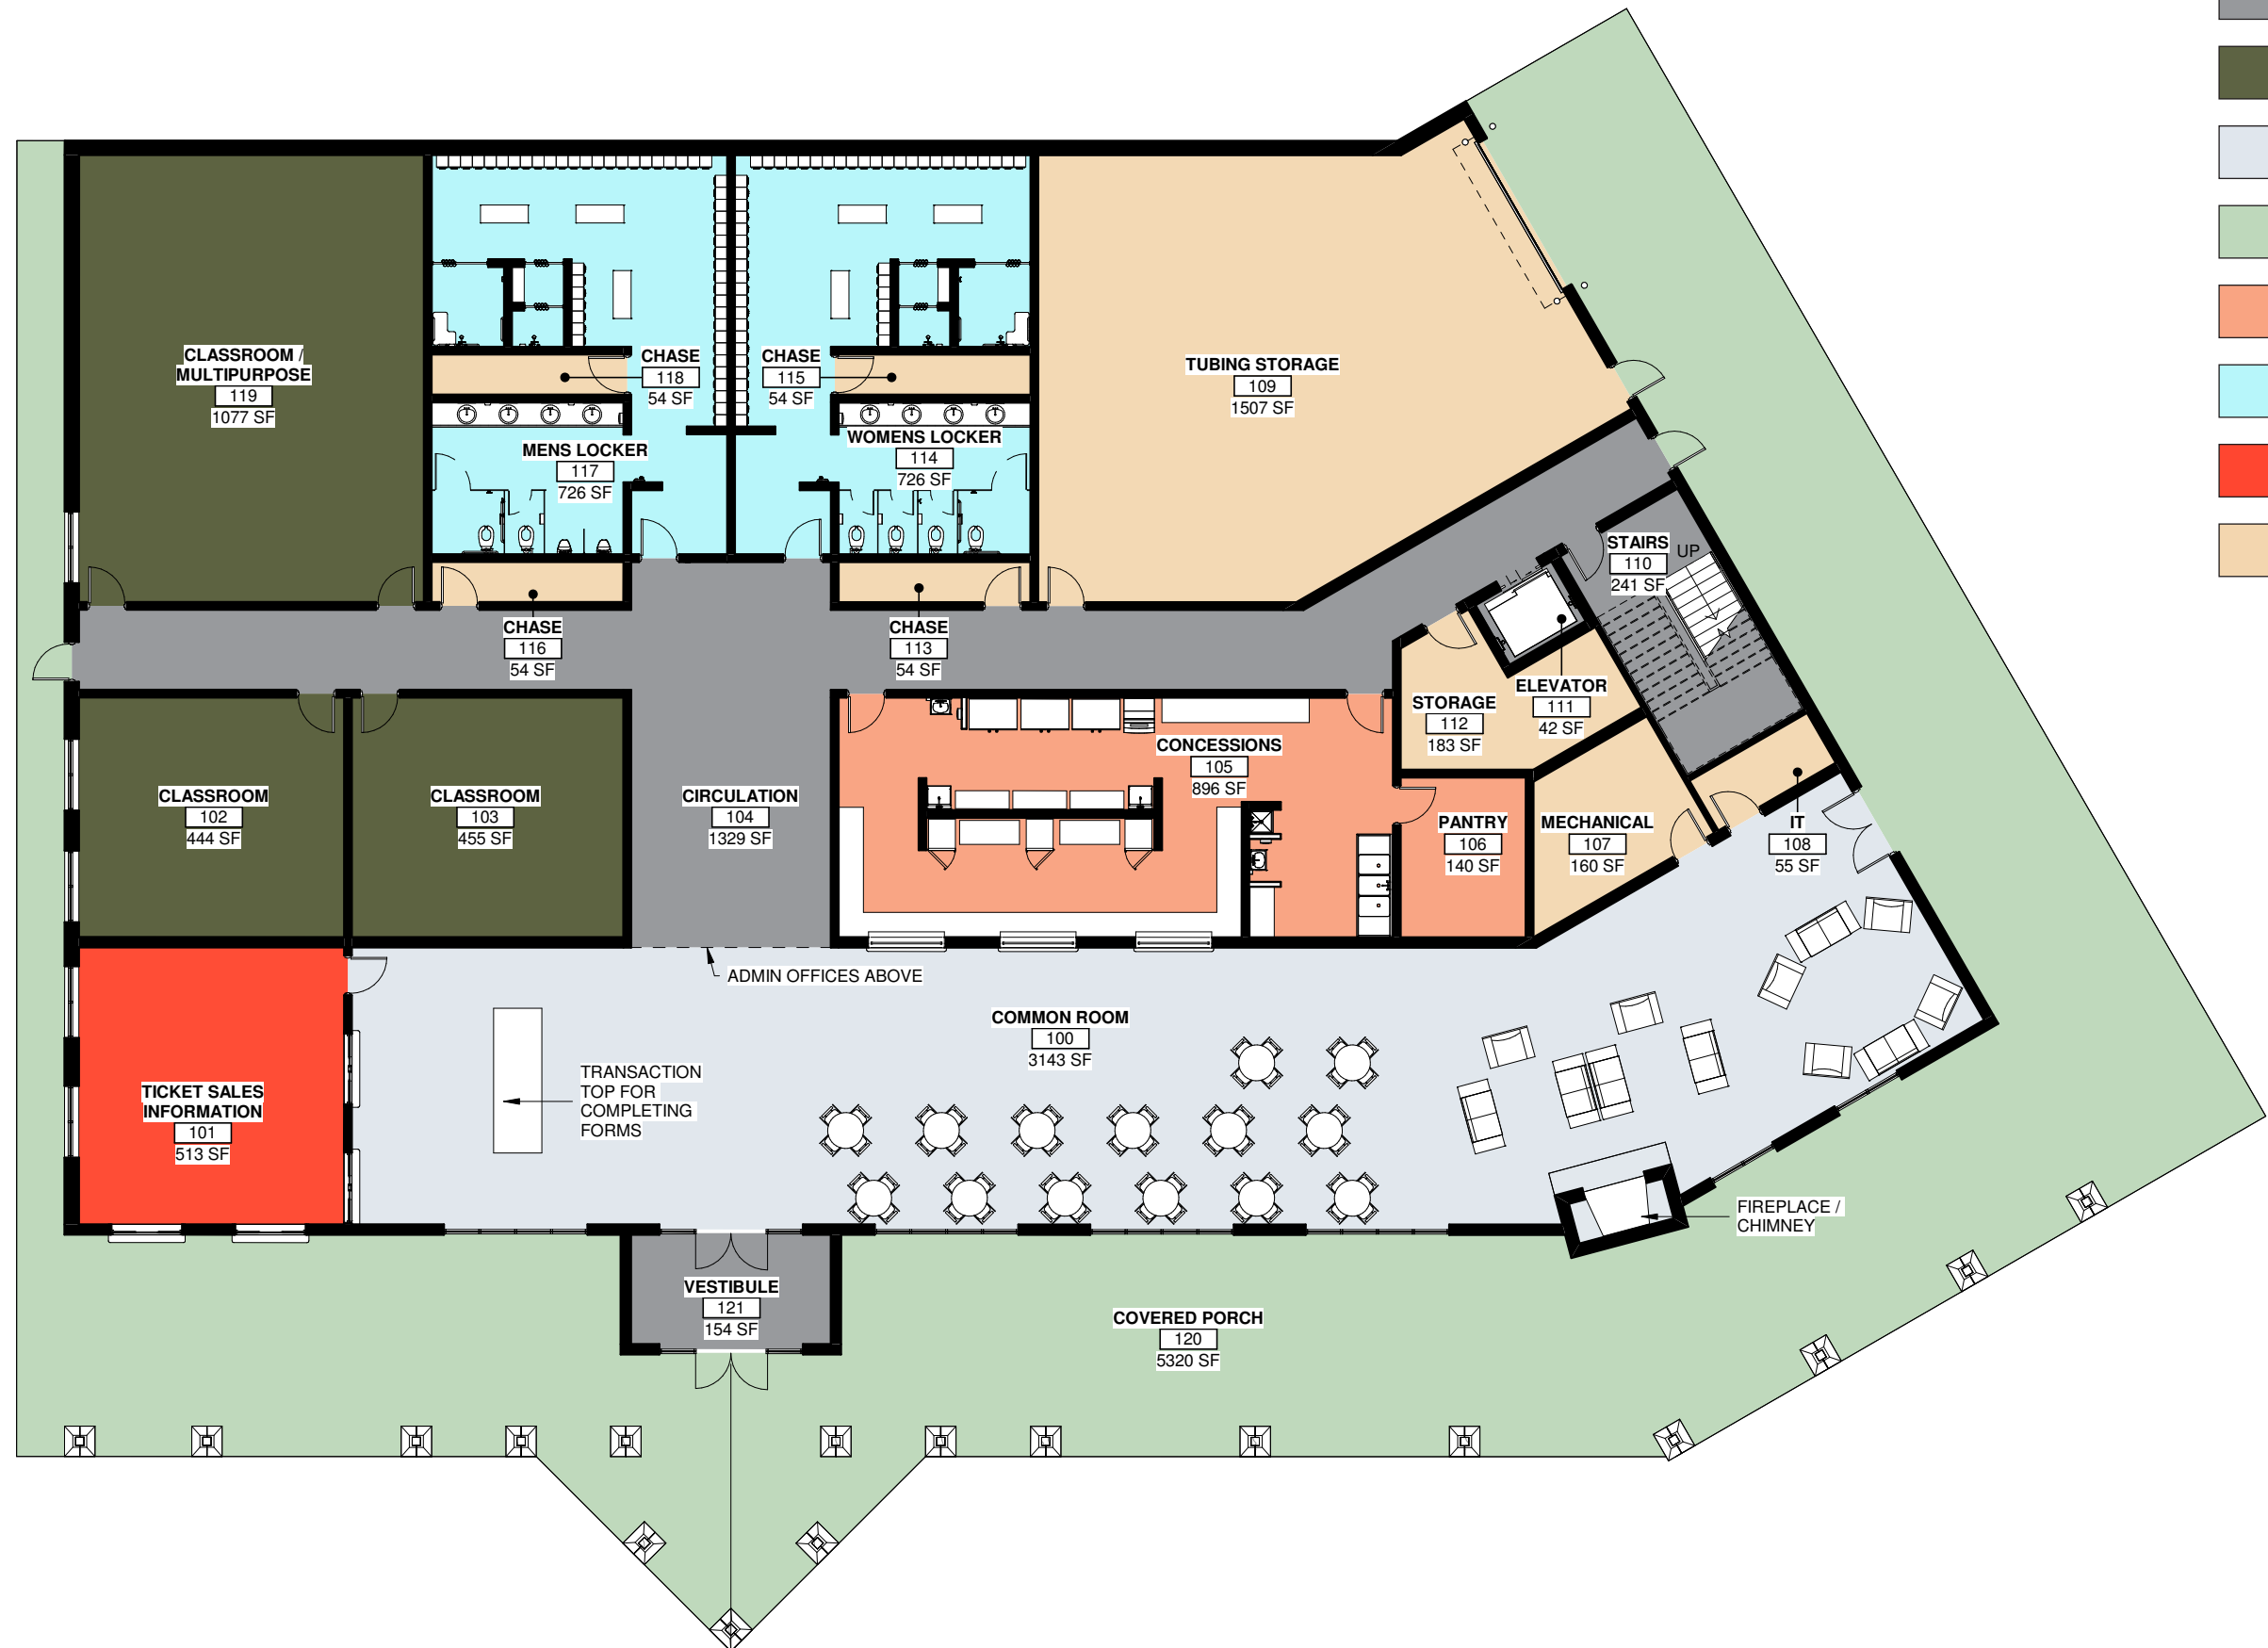 CLASSROOM /
MULTIPURPOSE
119
1077 SF
CHASE
118
54 SF
CHASE
115
54 SF
TUBING STORAGE
109
1507 SF
MENS LOCKER
117
726 SF
WOMENS LOCKER
114
726 SF
STAIRS
110
241 SF
UP
CHASE
116
54 SF
CHASE
113
54 SF
STORAGE
112
183 SF
ELEVATOR
111
42 SF
CLASSROOM
102
444 SF
CLASSROOM
103
455 SF
CIRCULATION
104
1329 SF
CONCESSIONS
105
896 SF
PANTRY
106
140 SF
MECHANICAL
107
160 SF
IT
108
55 SF
ADMIN OFFICES ABOVE
COMMON ROOM
100
3143 SF
TICKET SALES
INFORMATION
101
513 SF
TRANSACTION
TOP FOR
COMPLETING
FORMS
FIREPLACE /
CHIMNEY
VESTIBULE
121
154 SF
COVERED PORCH
120
5320 SF